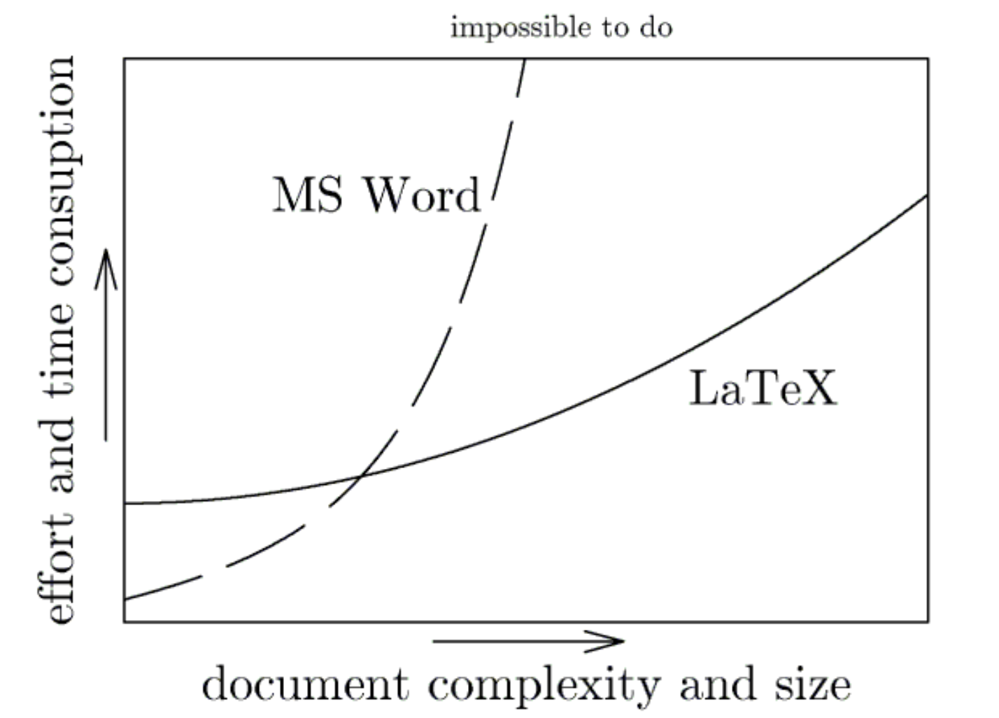 impossible to do
effort and time consuption
MS Word
LaTeX
document complexity and size